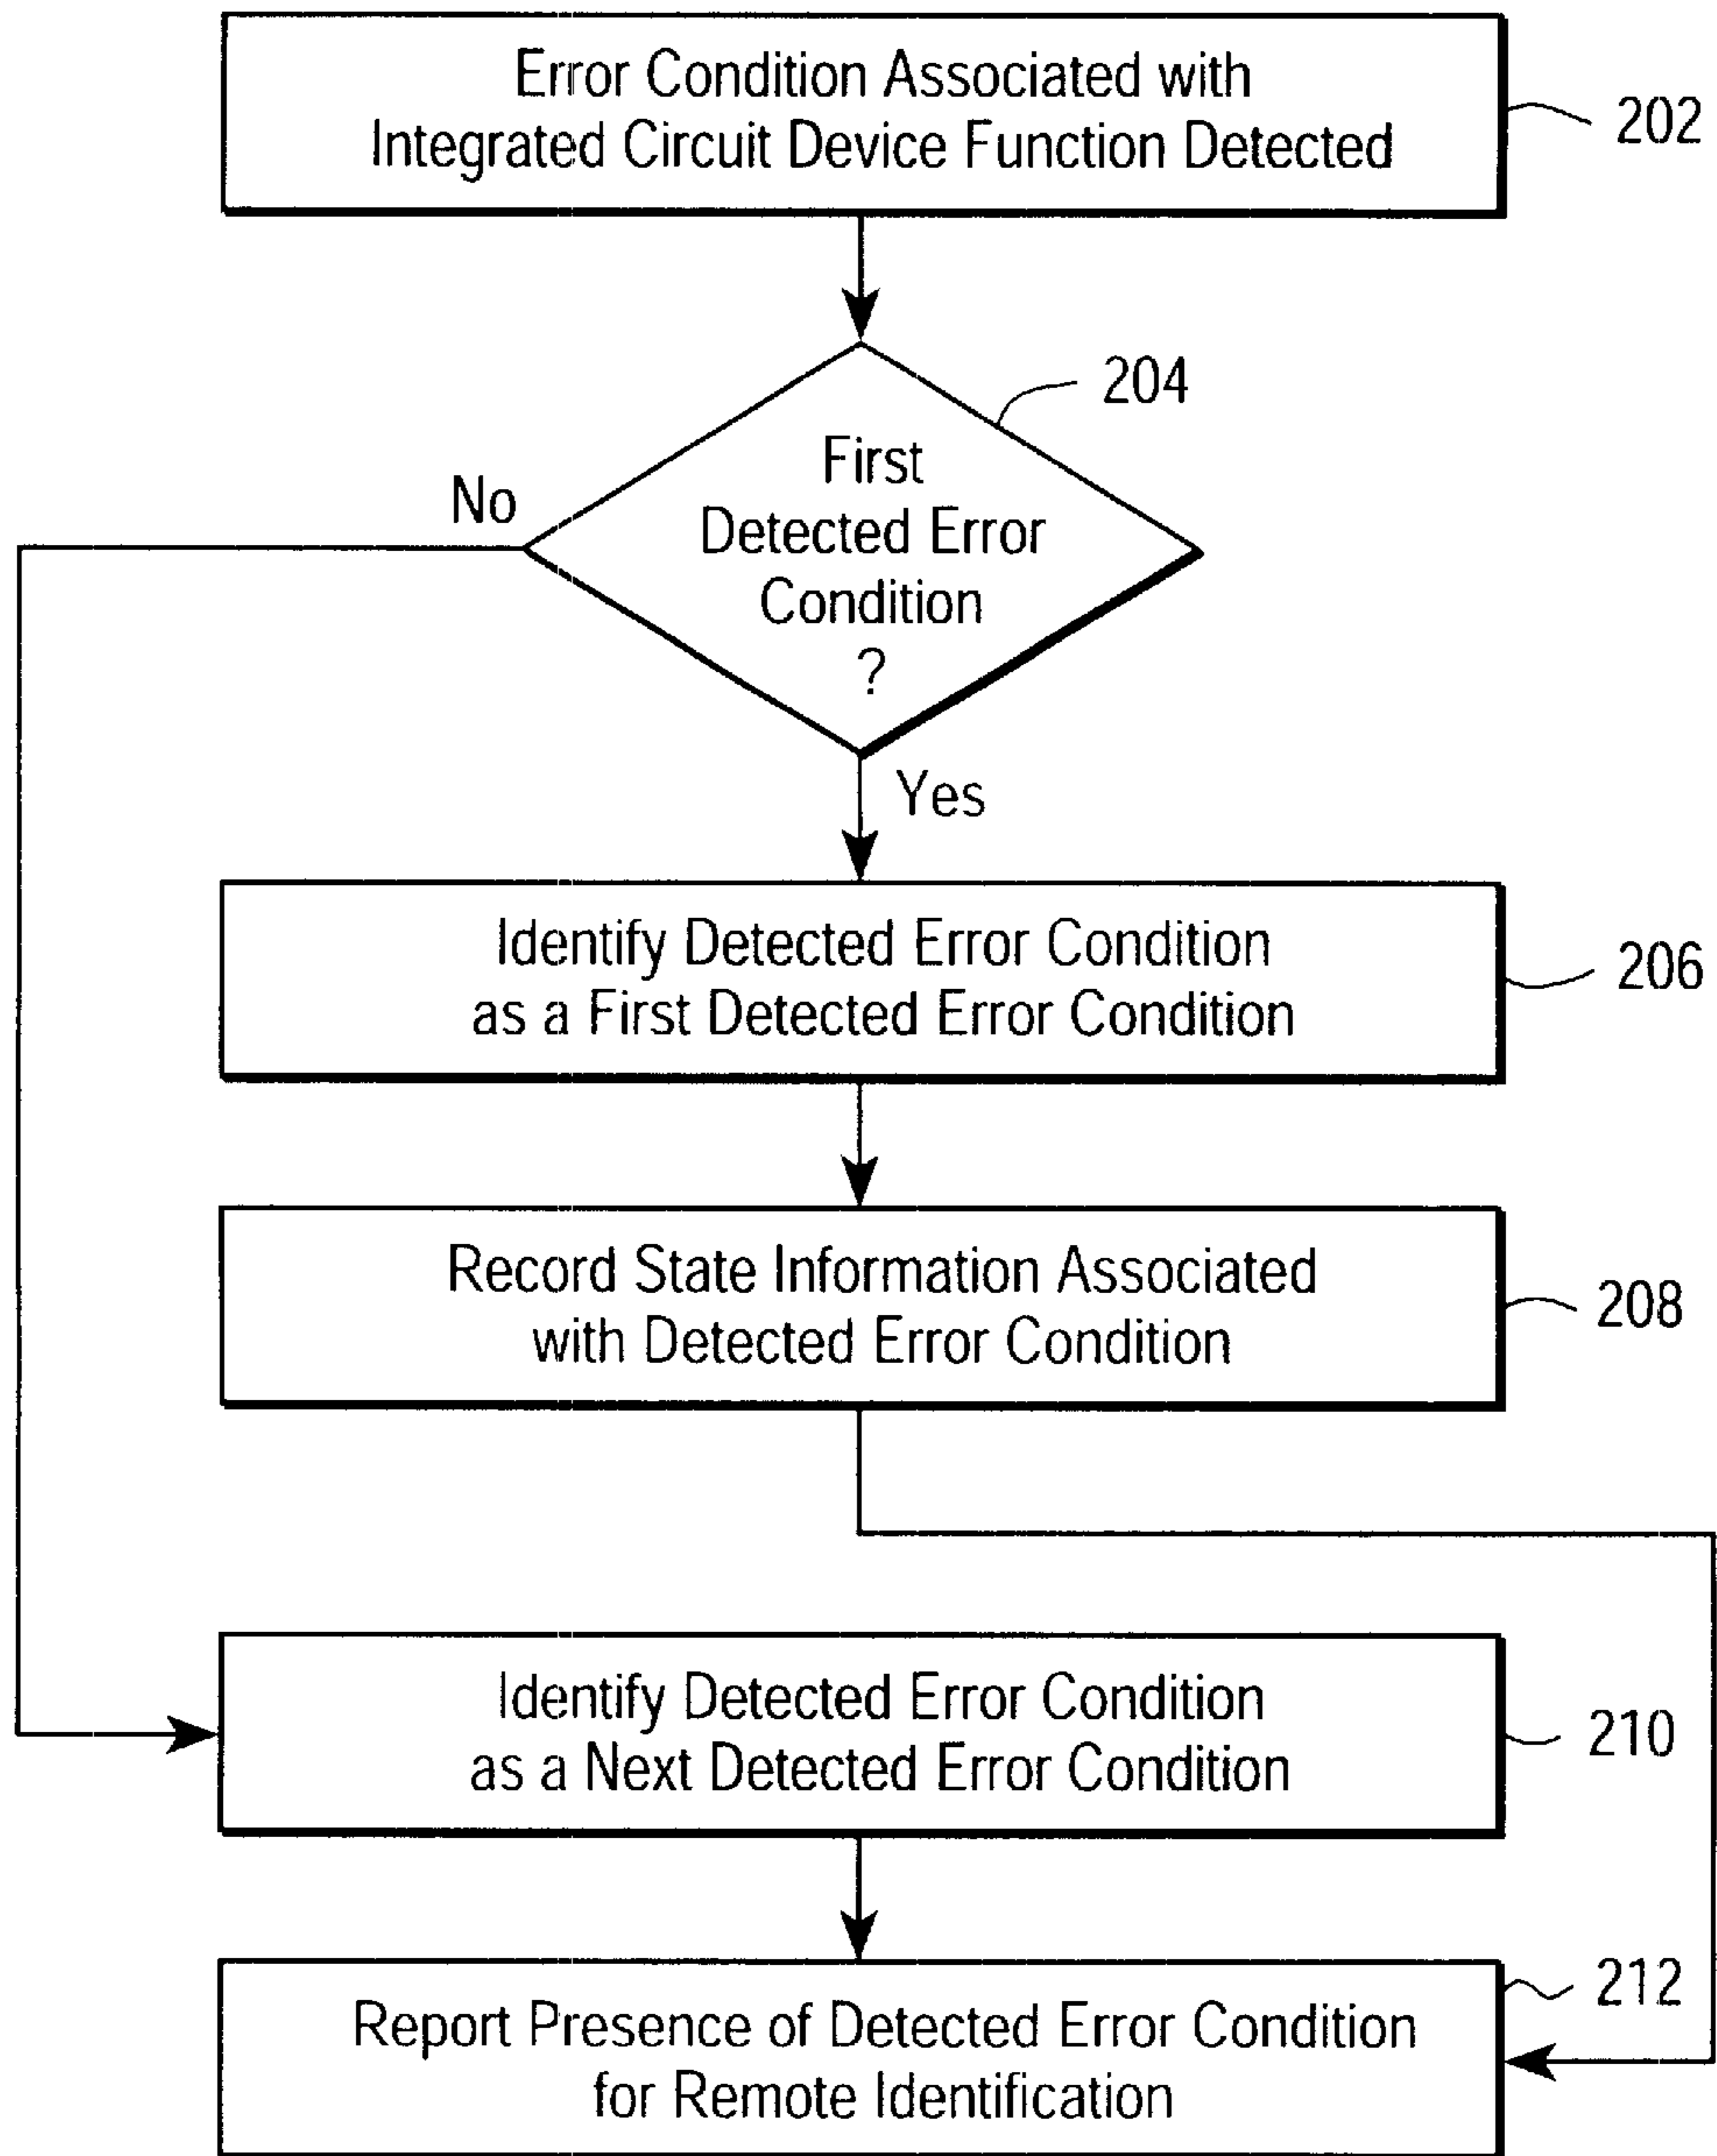 Error Condition Associated with
Integrated Circuit Device Function Detected
202
204
First
Detected Error
Condition
?
No
Yes
Identify Detected Error Condition
as a First Detected Error Condition
206
Record State Information Associated
with Detected Error Condition
208
Identify Detected Error Condition
as a Next Detected Error Condition
210
212
Report Presence of Detected Error Condition
for Remote Identification